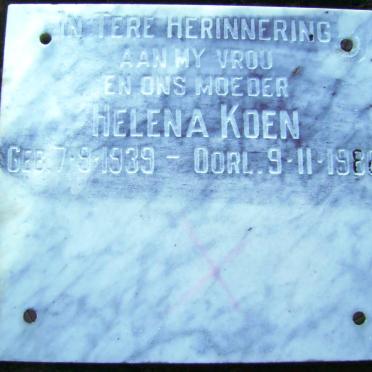 IN TERE HERINNERING
AAN MY VROU
EN ONS MOEDER
HELENA KOEN
GEB. 7·9·1939 - OORL. 9·11·198